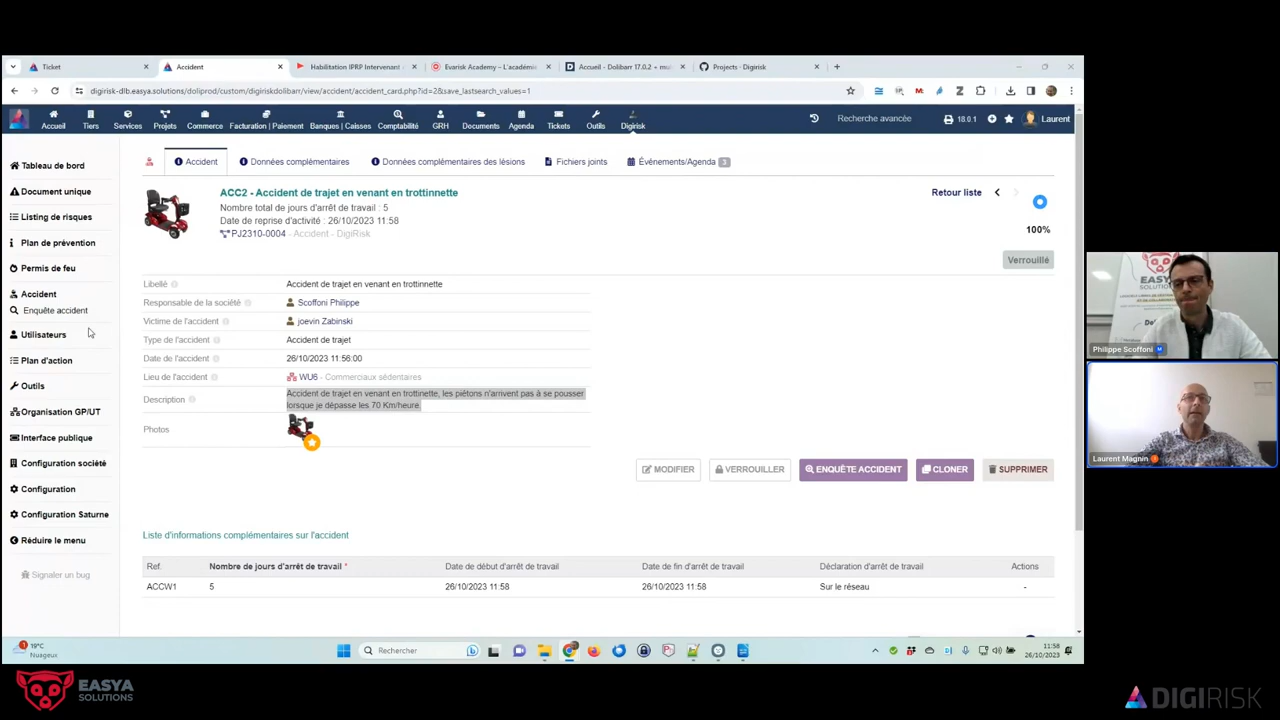 Ticket
Accident
Habilitation IPRP Intervenant
Evarisk Academy – L'académie
Accueil - Dolibarr 17.0.2
Projects · Digirisk
digirisk-dlb.easya.solutions/doliprod/custom/digiriskdolibarr/view/accident/accident_card.php?id=2&save_lastsearch_values=1
Accueil
Tiers
Services
Projets
Commerce
Facturation | Paiement
Banques | Caisses
Comptabilité
GRH
Documents
Agenda
Tickets
Outils
Digirisk
Recherche avancée
18.0.1
Laurent
Tableau de bord
Document unique
Listing de risques
Plan de prévention
Permis de feu
Accident
Enquête accident
Utilisateurs
Plan d'action
Outils
Organisation GP/UT
Interface publique
Configuration société
Configuration
Configuration Saturne
Réduire le menu
Signaler un bug
Accident
Données complémentaires
Données complémentaires des lésions
Fichiers joints
Événements/Agenda 3
ACC2 - Accident de trajet en venant en trottinnette
Nombre total de jours d'arrêt de travail : 5
Date de reprise d'activité : 26/10/2023 11:58
PJ2310-0004 - Accident - DigiRisk
Retour liste
100%
Verrouillé
Libellé Accident de trajet en venant en trottinnette
Responsable de la société Scoffoni Philippe
Victime de l'accident joevin Zabinski
Type de l'accident Accident de trajet
Date de l'accident 26/10/2023 11:56:00
Lieu de l'accident WU6 - Commerciaux sédentaires
Description Accident de trajet en venant en trottinette, les piétons n'arrivent pas à se pousser
lorsque je dépasse les 70 Km/heure.
Photos
MODIFIER
VERROUILLER
ENQUÊTE ACCIDENT
CLONER
SUPPRIMER
Liste d'informations complémentaires sur l'accident
Ref. Nombre de jours d'arrêt de travail * Date de début d'arrêt de travail Date de fin d'arrêt de travail Déclaration d'arrêt de travail Actions
ACCW1 5 26/10/2023 11:58 26/10/2023 11:58 Sur le réseau -
19°C
Nuageux
Rechercher
11:58
26/10/2023
EASYA
Philippe Scoffoni
Laurent Magnin
EASYA
SOLUTIONS
DIGIRISK